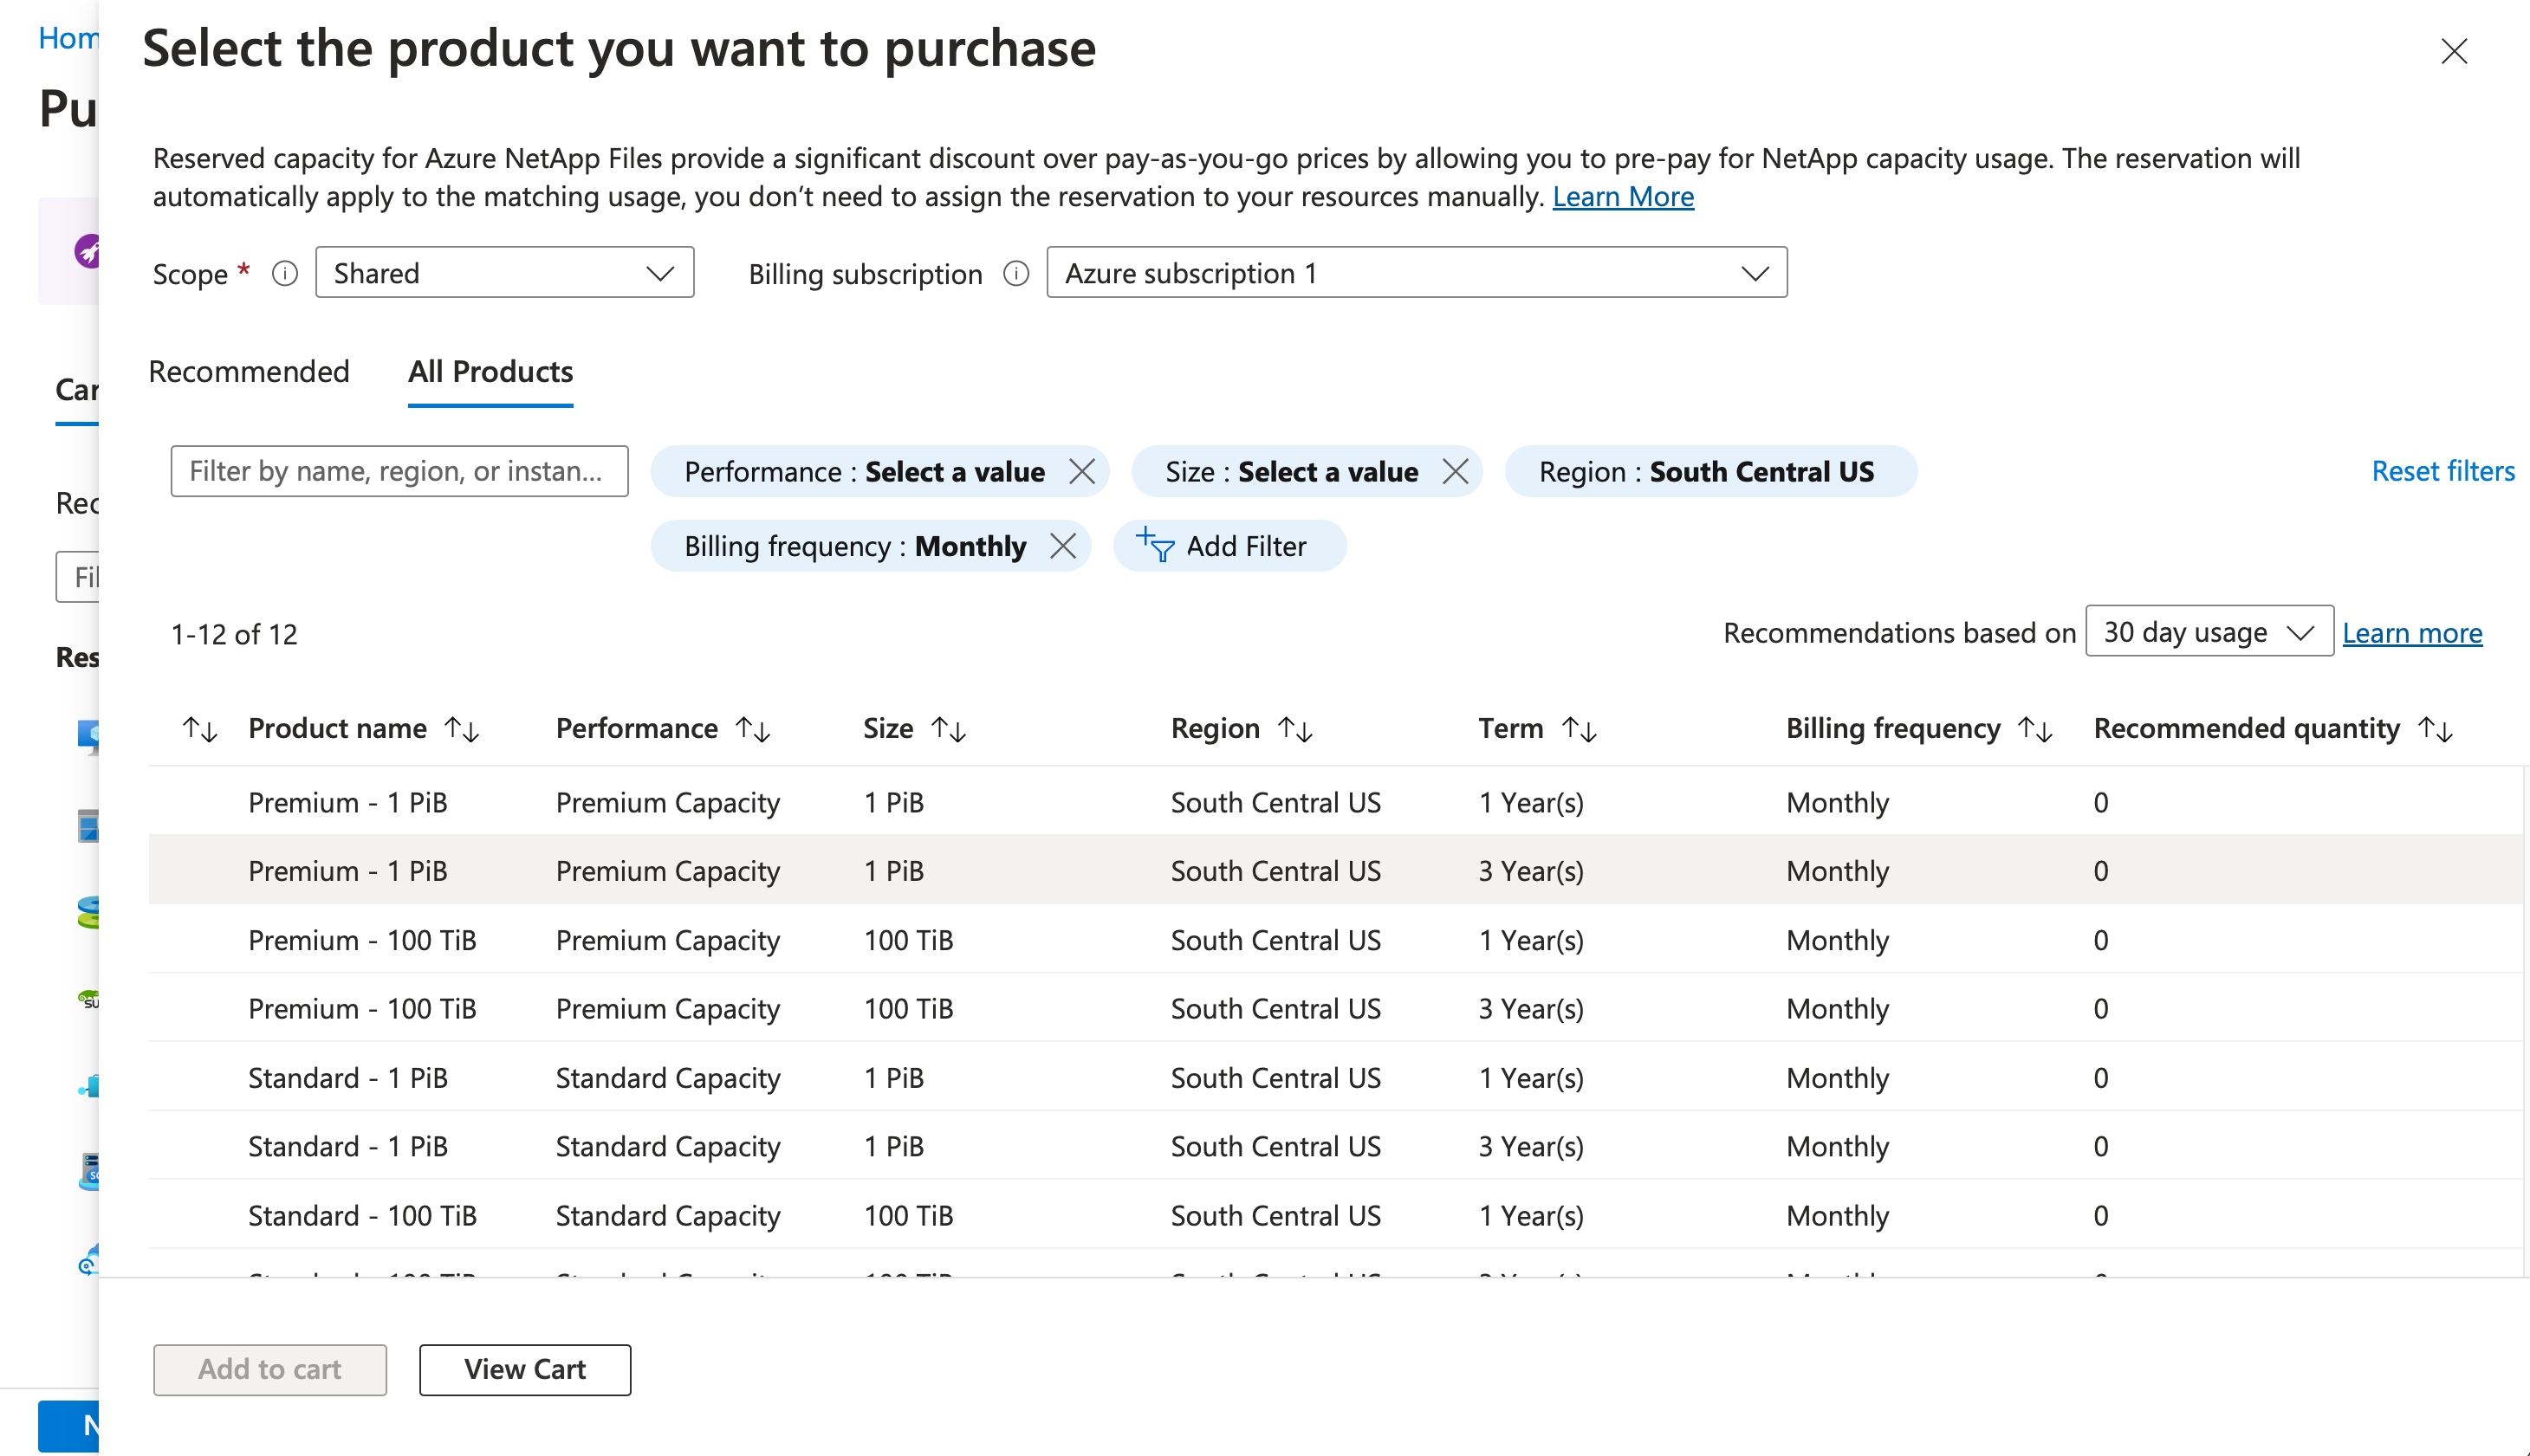 Hom
Select the product you want to purchase
Pu
Reserved capacity for Azure NetApp Files provide a significant discount over pay-as-you-go prices by allowing you to pre-pay for NetApp capacity usage. The reservation will
automatically apply to the matching usage, you don’t need to assign the reservation to your resources manually. Learn More
Scope * Shared Billing subscription Azure subscription 1
Recommended All Products
Car
Filter by name, region, or instan... Performance : Select a value Size : Select a value Region : South Central US Reset filters
Rec
Billing frequency : Monthly Add Filter
Fil
1-12 of 12 Recommendations based on 30 day usage Learn more
Res
Product name Performance Size Region Term Billing frequency Recommended quantity
Premium - 1 PiB Premium Capacity 1 PiB South Central US 1 Year(s) Monthly 0
Premium - 1 PiB Premium Capacity 1 PiB South Central US 3 Year(s) Monthly 0
Premium - 100 TiB Premium Capacity 100 TiB South Central US 1 Year(s) Monthly 0
Premium - 100 TiB Premium Capacity 100 TiB South Central US 3 Year(s) Monthly 0
Standard - 1 PiB Standard Capacity 1 PiB South Central US 1 Year(s) Monthly 0
Standard - 1 PiB Standard Capacity 1 PiB South Central US 3 Year(s) Monthly 0
Standard - 100 TiB Standard Capacity 100 TiB South Central US 1 Year(s) Monthly 0
Add to cart View Cart
N